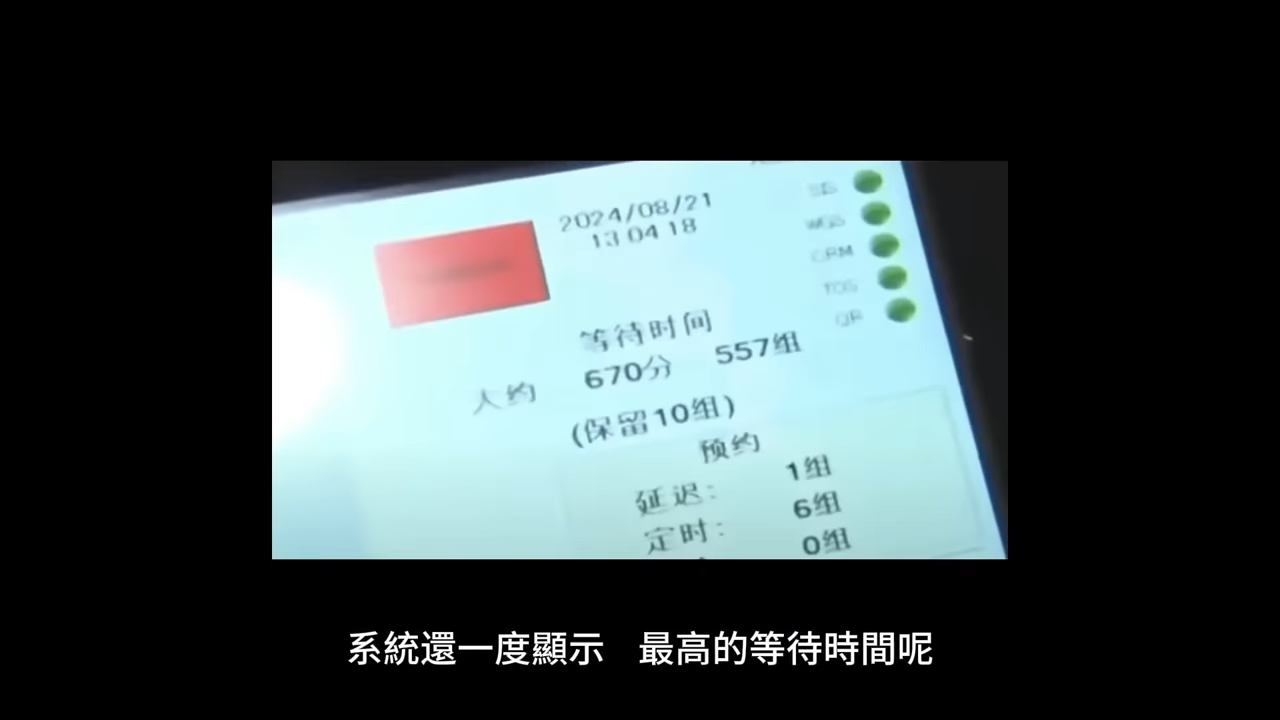 2024/08/21
13 04 18
等待时间
大约 670分 557组
(保留10组)
预约
延迟: 1组
定时: 6组
0组
CRM
系統還一度顯示 最高的等待時間呢